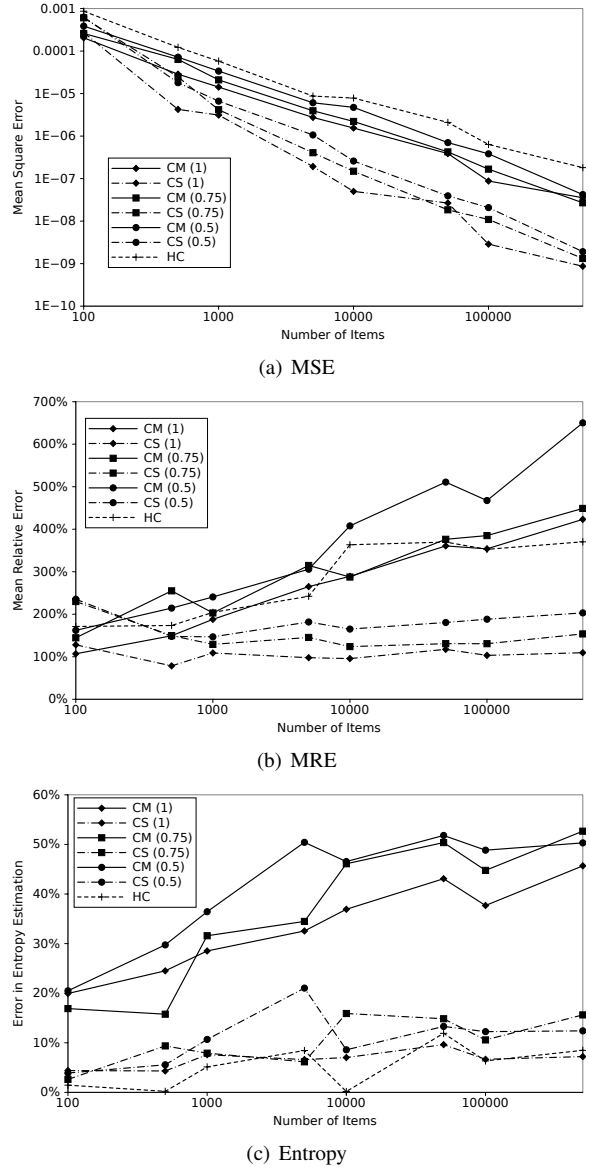 0.001
0.0001
1E-05
1E-06
1E-07
1E-08
1E-09
1E-10
Mean Square Error
CM (1)
CS (1)
CM (0.75)
CS (0.75)
CM (0.5)
CS (0.5)
HC
100
1000
10000
100000
Number of Items
(a) MSE
700%
600%
500%
400%
300%
200%
100%
0%
Mean Relative Error
CM (1)
CS (1)
CM (0.75)
CS (0.75)
CM (0.5)
CS (0.5)
HC
100
1000
10000
100000
Number of Items
(b) MRE
60%
50%
40%
30%
20%
10%
0%
Error in Entropy Estimation
CM (1)
CS (1)
CM (0.75)
CS (0.75)
CM (0.5)
CS (0.5)
HC
100
1000
10000
100000
Number of Items
(c) Entropy